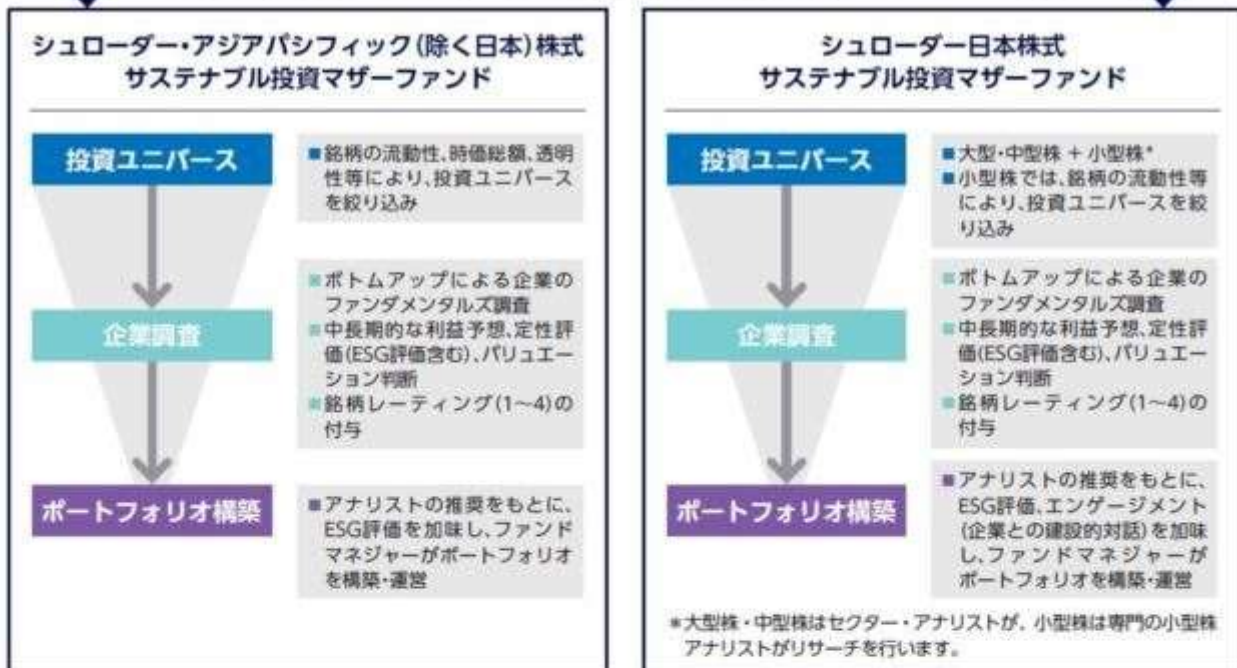 シュローダー・アジアパシフィック(除く日本)株式
サステナブル投資マザーファンド
投資ユニバース
■銘柄の流動性、時価総額、透明
性等により、投資ユニバース
を絞り込み
企業調査
■ボトムアップによる企業の
ファンダメンタルズ調査
■中長期的な利益予想、定性評
価(ESG評価含む)、バリュエー
ション判断
■銘柄レーティング(1~4)の
付与
ポートフォリオ構築
■アナリストの推奨をもとに、
ESG評価を加味し、ファンド
マネジャーがポートフォリオ
を構築・運営
シュローダー日本株式
サステナブル投資マザーファンド
投資ユニバース
■大型・中型株 + 小型株*
■小型株では、銘柄の流動性等
により、投資ユニバースを絞
り込み
企業調査
■ボトムアップによる企業の
ファンダメンタルズ調査
■中長期的な利益予想、定性評
価(ESG評価含む)、バリュエー
ション判断
■銘柄レーティング(1~4)の
付与
ポートフォリオ構築
■アナリストの推奨をもとに、
ESG評価、エンゲージメント
(企業との建設的対話)を加味
し、ファンドマネジャーが
ポートフォリオを構築・運営
*大型株・中型株はセクター・アナリストが、小型株は専門の小型株
アナリストがリサーチを行います。